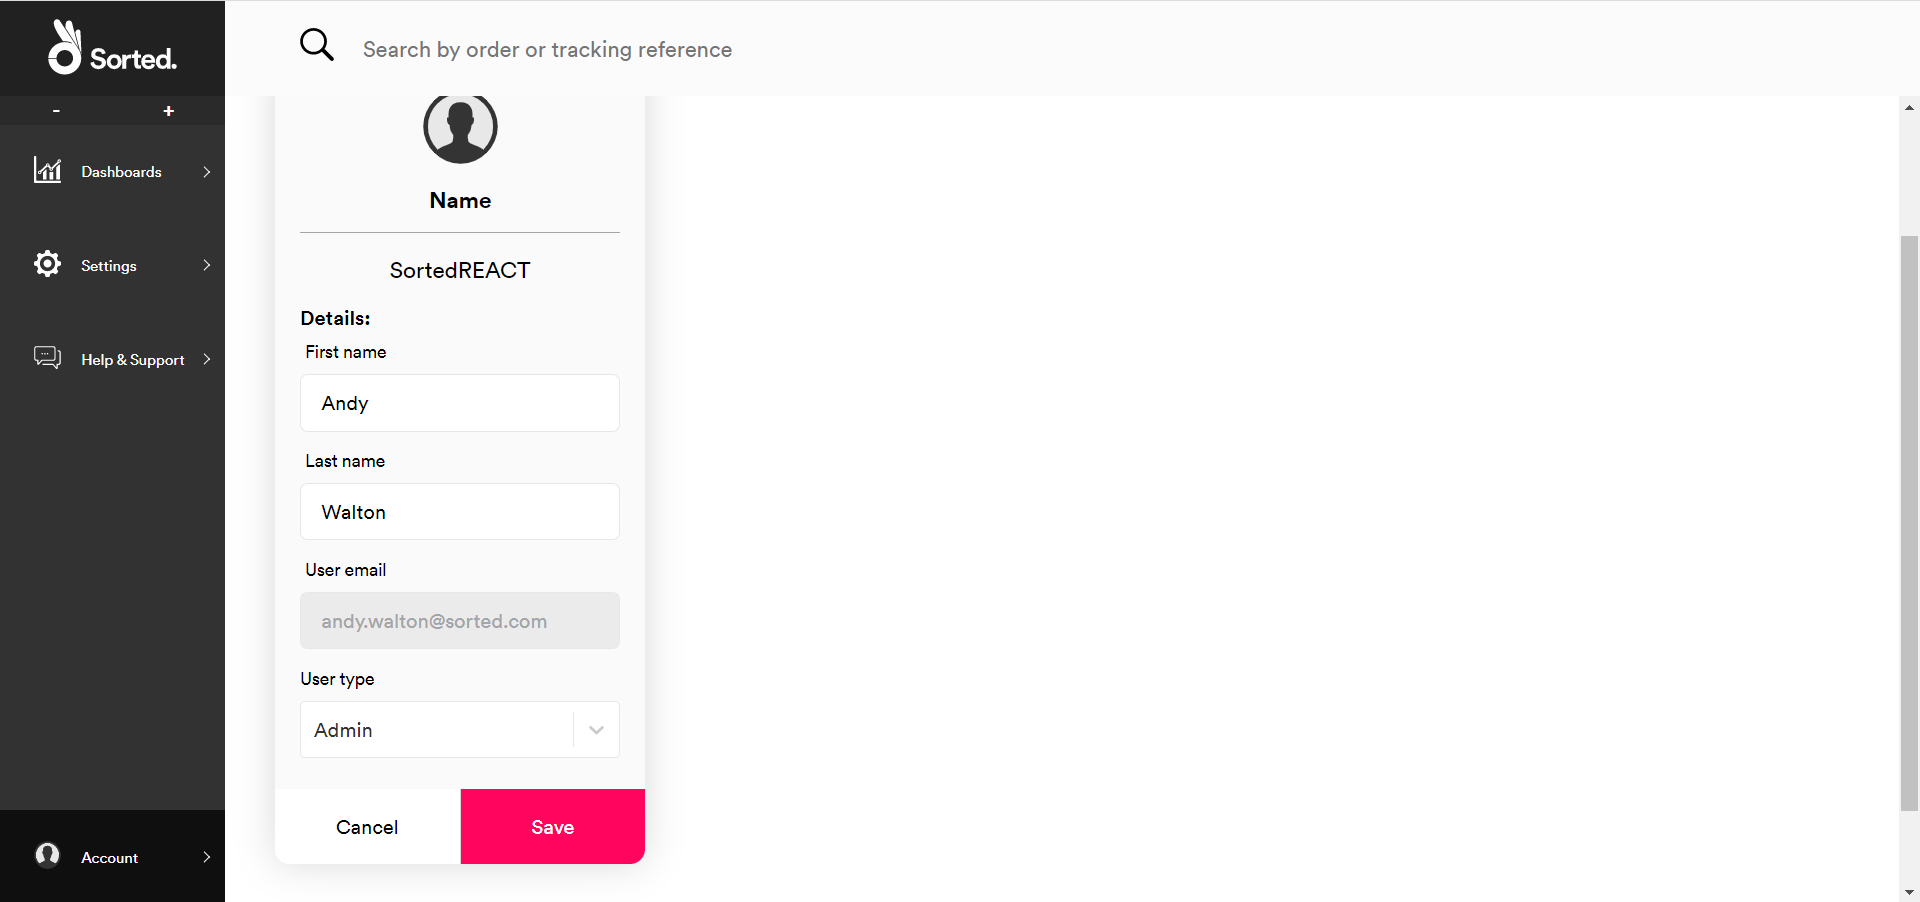 Sorted.
Search by order or tracking reference
- +
Dashboards
Settings
Help & Support
Name
SortedREACT
Details:
First name
Andy
Last name
Walton
User email
andy.walton@sorted.com
User type
Admin
Cancel
Save
Account